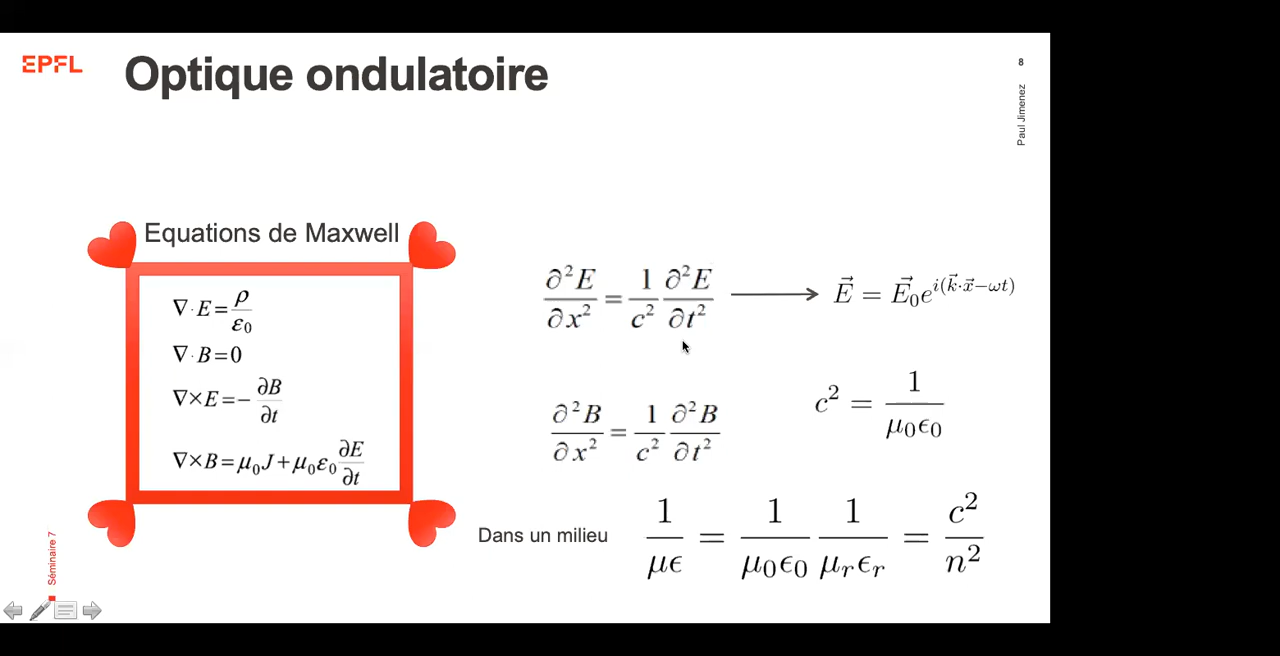 EPFL
Optique ondulatoire
8
Paul Jimenez
Equations de Maxwell
∇·E=ρ/ε₀
∇·B=0
∇×E=−∂B/∂t
∇×B=μ₀J+μ₀ε₀∂E/∂t
∂²E/∂x² = 1/c² ∂²E/∂t²
E⃗ = E⃗₀e^{i(k⃗·x⃗−ωt)}
∂²B/∂x² = 1/c² ∂²B/∂t²
c² = 1/μ₀ϵ₀
Dans un milieu
1/μϵ = 1/μ₀ϵ₀ 1/μᵣϵᵣ = c²/n²
Séminaire 7